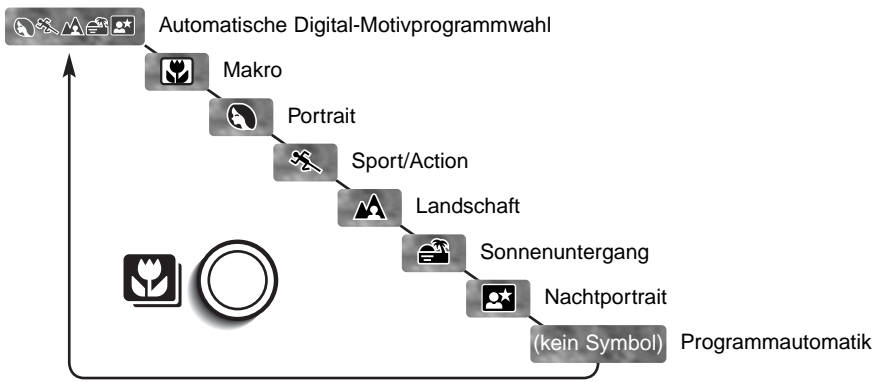 Automatische Digital-Motivprogrammwahl
Makro
Portrait
Sport/Action
Landschaft
Sonnenuntergang
Nachtportrait
(kein Symbol) Programmautomatik